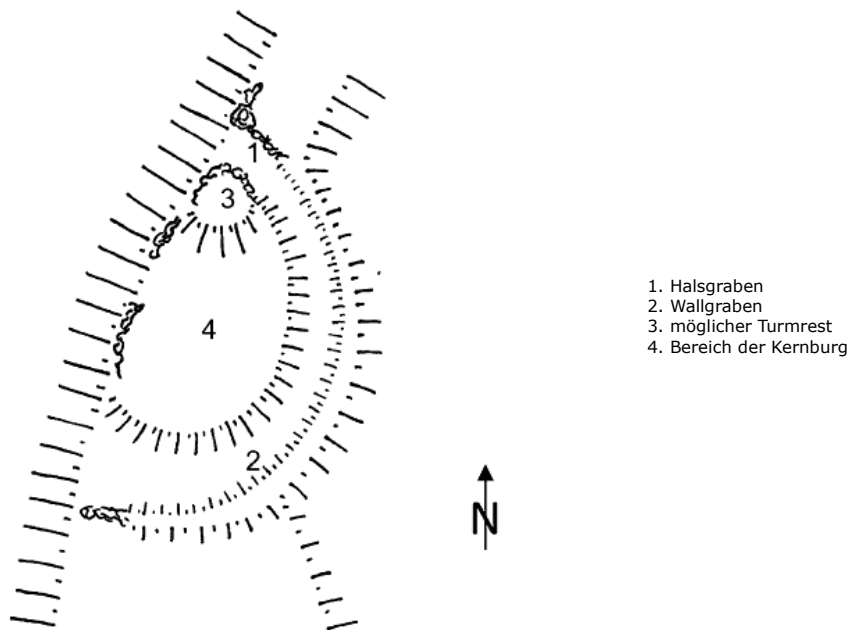 1
3
4
2
N
1. Halsgraben
2. Wallgraben
3. möglicher Turmrest
4. Bereich der Kernburg